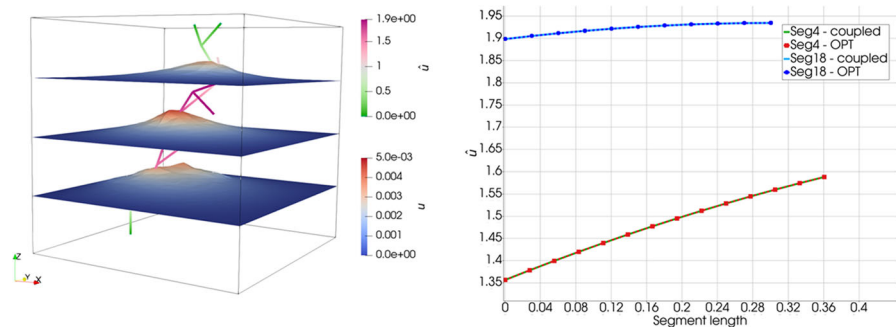 1.9e+00
1.5
1.0
û
0.5
0.0e+00
5.0e-03
0.004
0.003
u
0.002
0.001
0.0e+00
Z
Y
X
1.95
1.9
1.85
1.8
1.75
1.7
1.65
û
1.6
1.55
1.5
1.45
1.4
1.35
Seg4 - coupled
Seg4 - OPT
Seg18 - coupled
Seg18 - OPT
0 0.04 0.08 0.12 0.16 0.2 0.24 0.28 0.32 0.36 0.4
Segment length